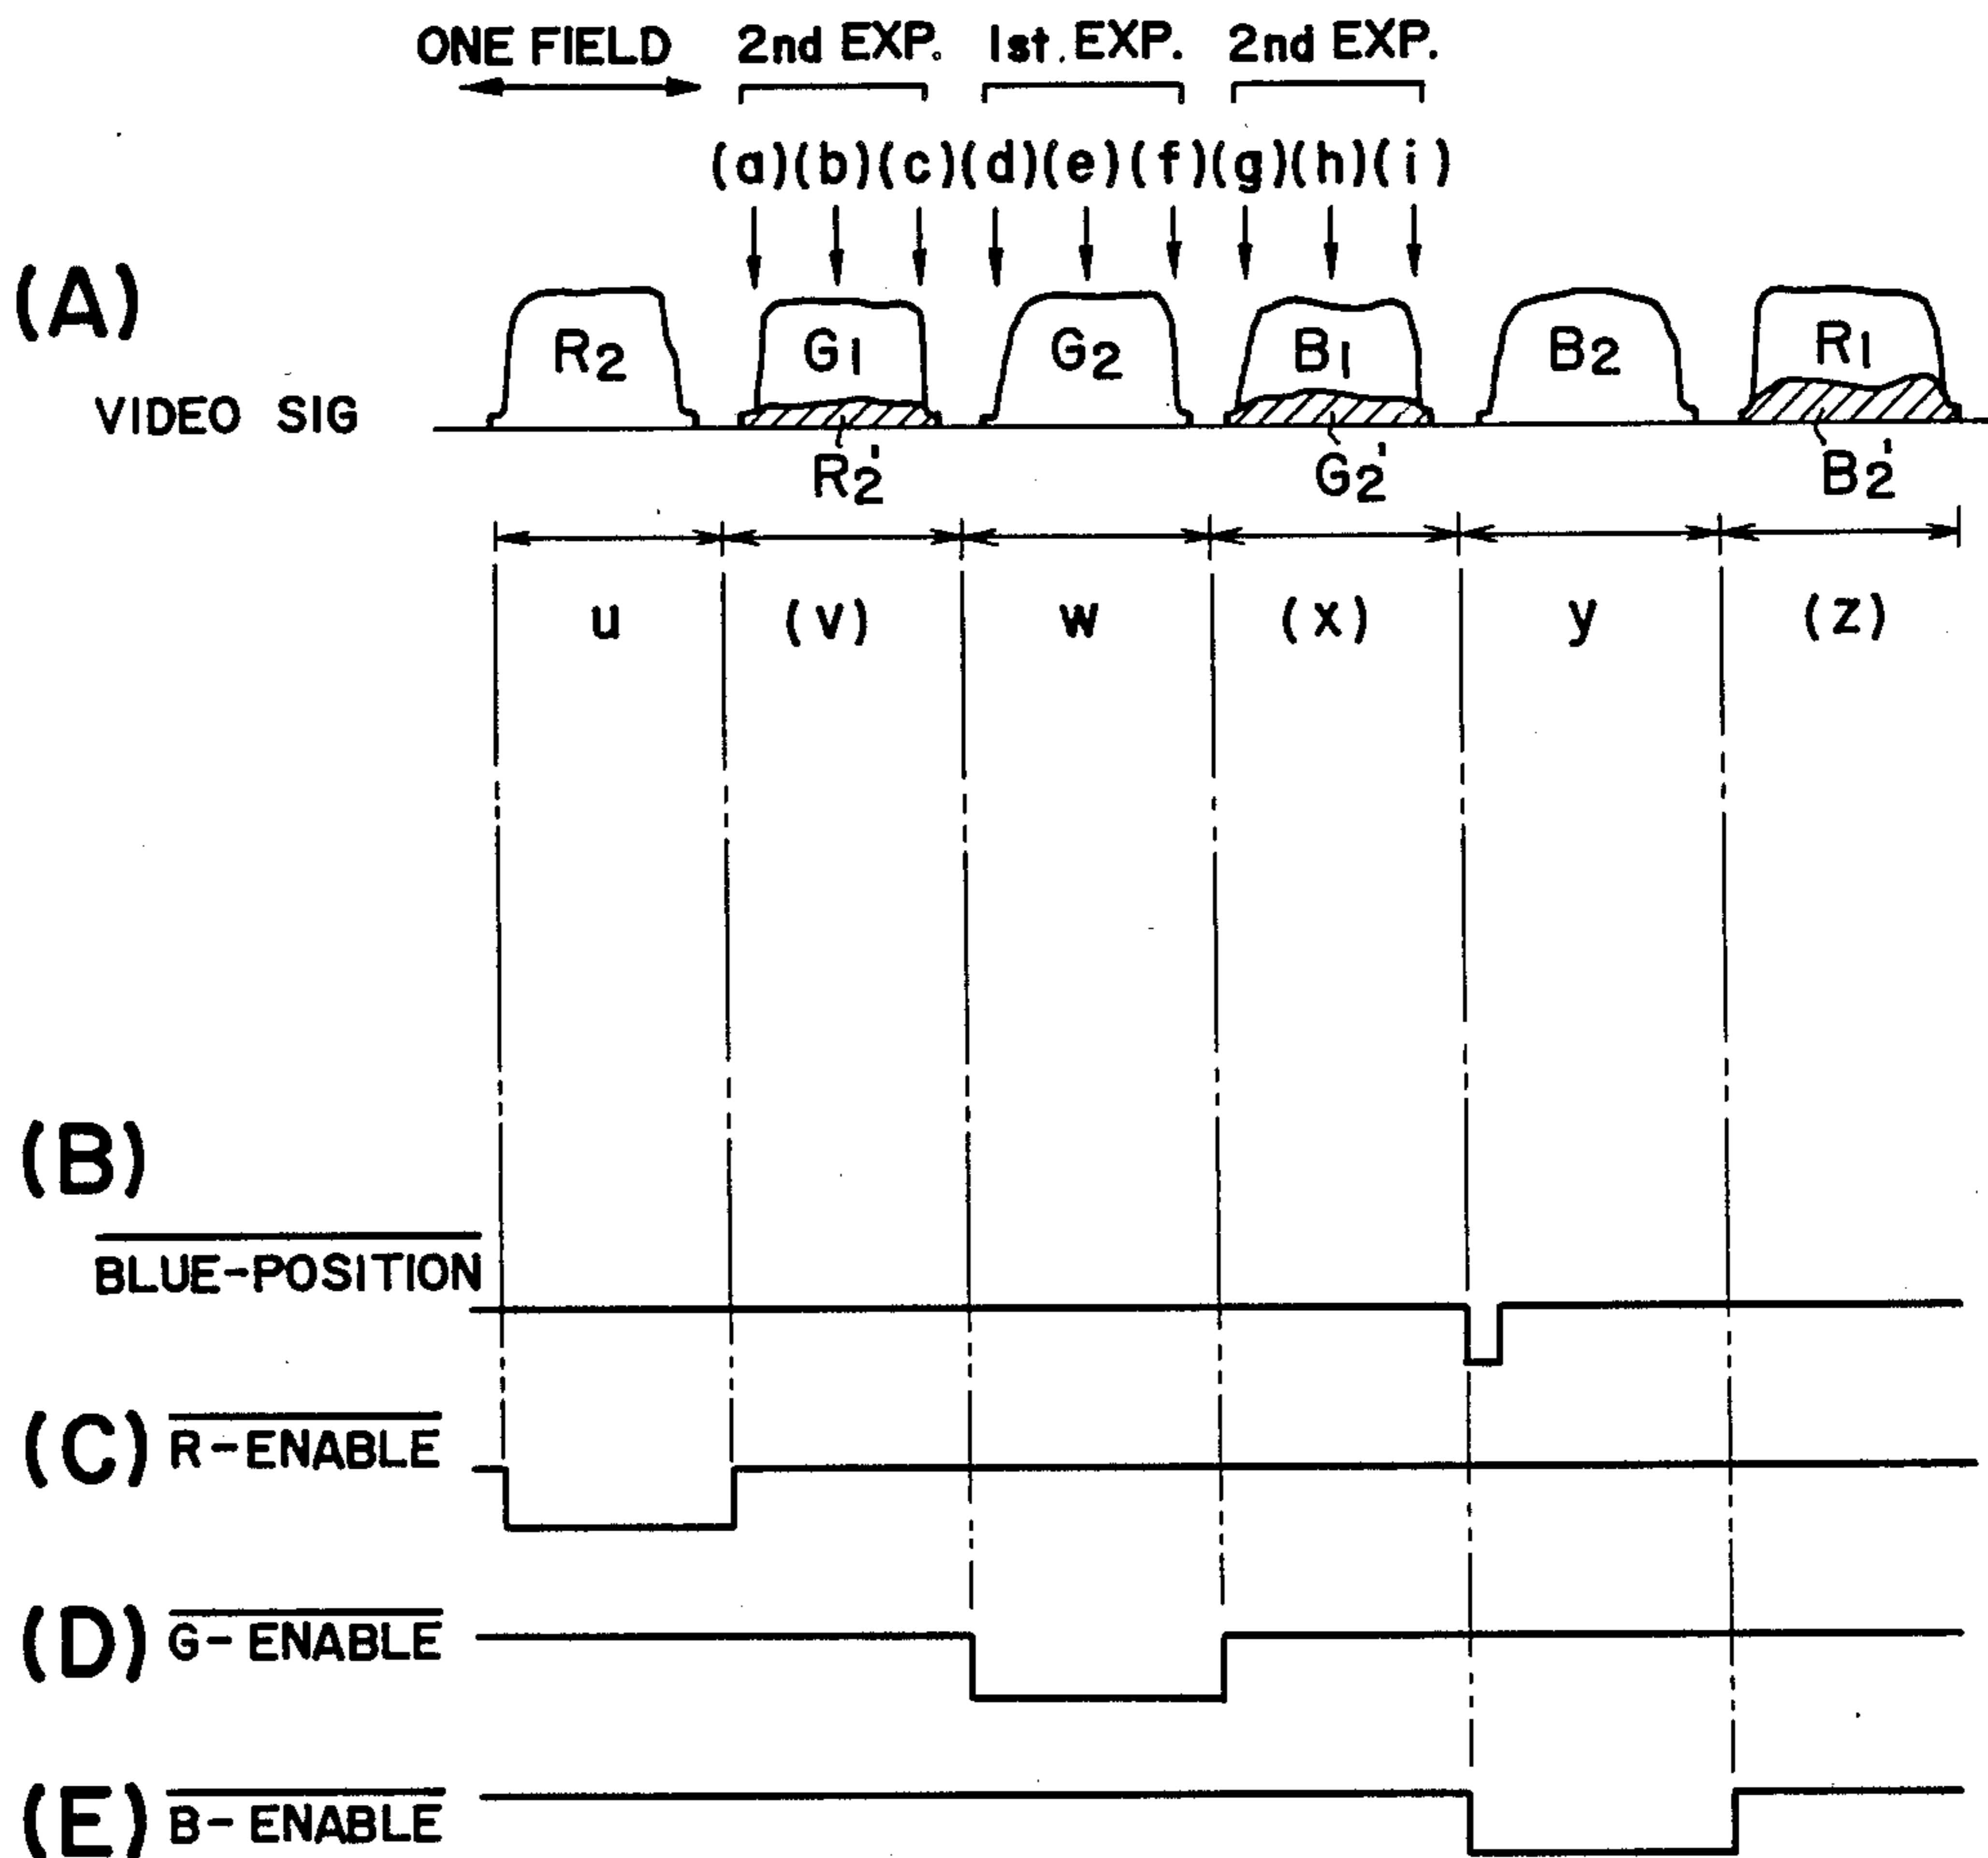 ONE FIELD 2nd EXP. 1st. EXP. 2nd EXP.
(a)(b)(c)(d)(e)(f)(g)(h)(i)
(A)
R2 G1 G2 B1 B2 R1
VIDEO SIG
R2' G2' B2'
u (v) w (x) y (z)
(B)
BLUE-POSITION
(C) R-ENABLE
(D) G-ENABLE
(E) B-ENABLE